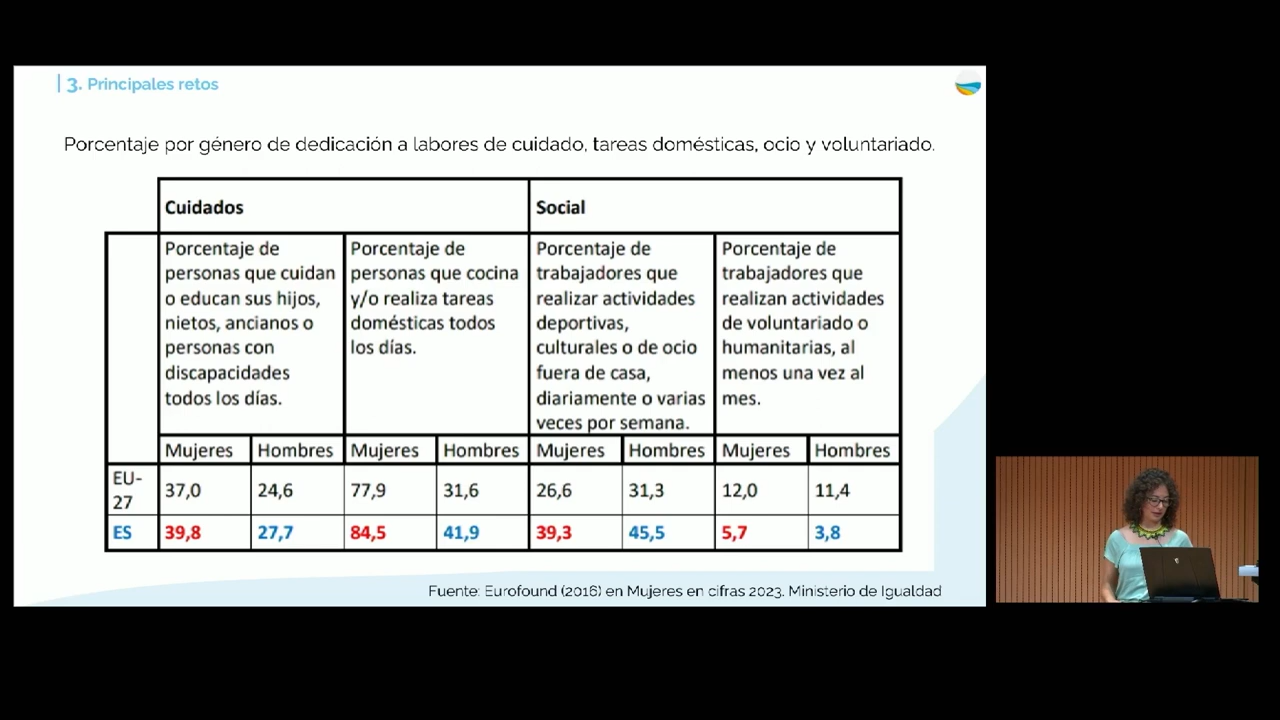 3. Principales retos
Porcentaje por género de dedicación a labores de cuidado, tareas domésticas, ocio y voluntariado.
Cuidados
Social
Porcentaje de
personas que cuidan
o educan sus hijos,
nietos, ancianos o
personas con
discapacidades
todos los días.
Porcentaje de
personas que cocina
y/o realiza tareas
domésticas todos
los días.
Porcentaje de
trabajadores que
realizar actividades
deportivas,
culturales o de ocio
fuera de casa,
diariamente o varias
veces por semana.
Porcentaje de
trabajadores que
realizan actividades
de voluntariado o
humanitarias, al
menos una vez al
mes.
Mujeres Hombres Mujeres Hombres Mujeres Hombres Mujeres Hombres
EU-
27 37,0 24,6 77,9 31,6 26,6 31,3 12,0 11,4
ES 39,8 27,7 84,5 41,9 39,3 45,5 5,7 3,8
Fuente: Eurofound (2016) en Mujeres en cifras 2023. Ministerio de Igualdad